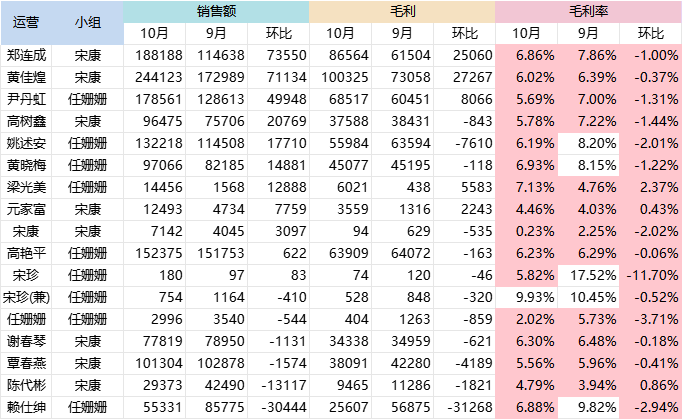 运营 小组 销售额 毛利 毛利率
10月 9月 环比 10月 9月 环比 10月 9月 环比
郑连成 宋康 188188 114638 73550 86564 61504 25060 6.86% 7.86% -1.00%
黄佳煌 宋康 244123 172989 71134 100325 73058 27267 6.02% 6.39% -0.37%
尹丹虹 任姗姗 178561 128613 49948 68517 60451 8066 5.69% 7.00% -1.31%
高树鑫 宋康 96475 75706 20769 37588 38431 -843 5.78% 7.22% -1.44%
姚述安 任姗姗 132218 114508 17710 55984 63594 -7610 6.19% 8.20% -2.01%
黄晓梅 任姗姗 97066 82185 14881 45077 45195 -118 6.93% 8.15% -1.22%
梁光美 任姗姗 14456 1568 12888 6021 438 5583 7.13% 4.76% 2.37%
元家富 宋康 12493 4734 7759 3559 1316 2243 4.46% 4.03% 0.43%
宋康 宋康 7142 4045 3097 94 629 -535 0.23% 2.25% -2.02%
高艳平 任姗姗 152375 151753 622 63909 64072 -163 6.23% 6.29% -0.06%
宋珍 任姗姗 180 97 83 74 120 -46 5.82% 17.52% -11.70%
宋珍(兼) 任姗姗 754 1164 -410 528 848 -320 9.93% 10.45% -0.52%
任姗姗 任姗姗 2996 3540 -544 404 1263 -859 2.02% 5.73% -3.71%
谢春琴 宋康 77819 78950 -1131 34338 34959 -621 6.30% 6.48% -0.18%
覃春燕 宋康 101304 102878 -1574 38091 42280 -4189 5.56% 5.96% -0.41%
陈代彬 宋康 29373 42490 -13117 9465 11286 -1821 4.79% 3.94% 0.86%
赖仕绅 任姗姗 55331 85775 -30444 25607 56875 -31268 6.88% 9.82% -2.94%